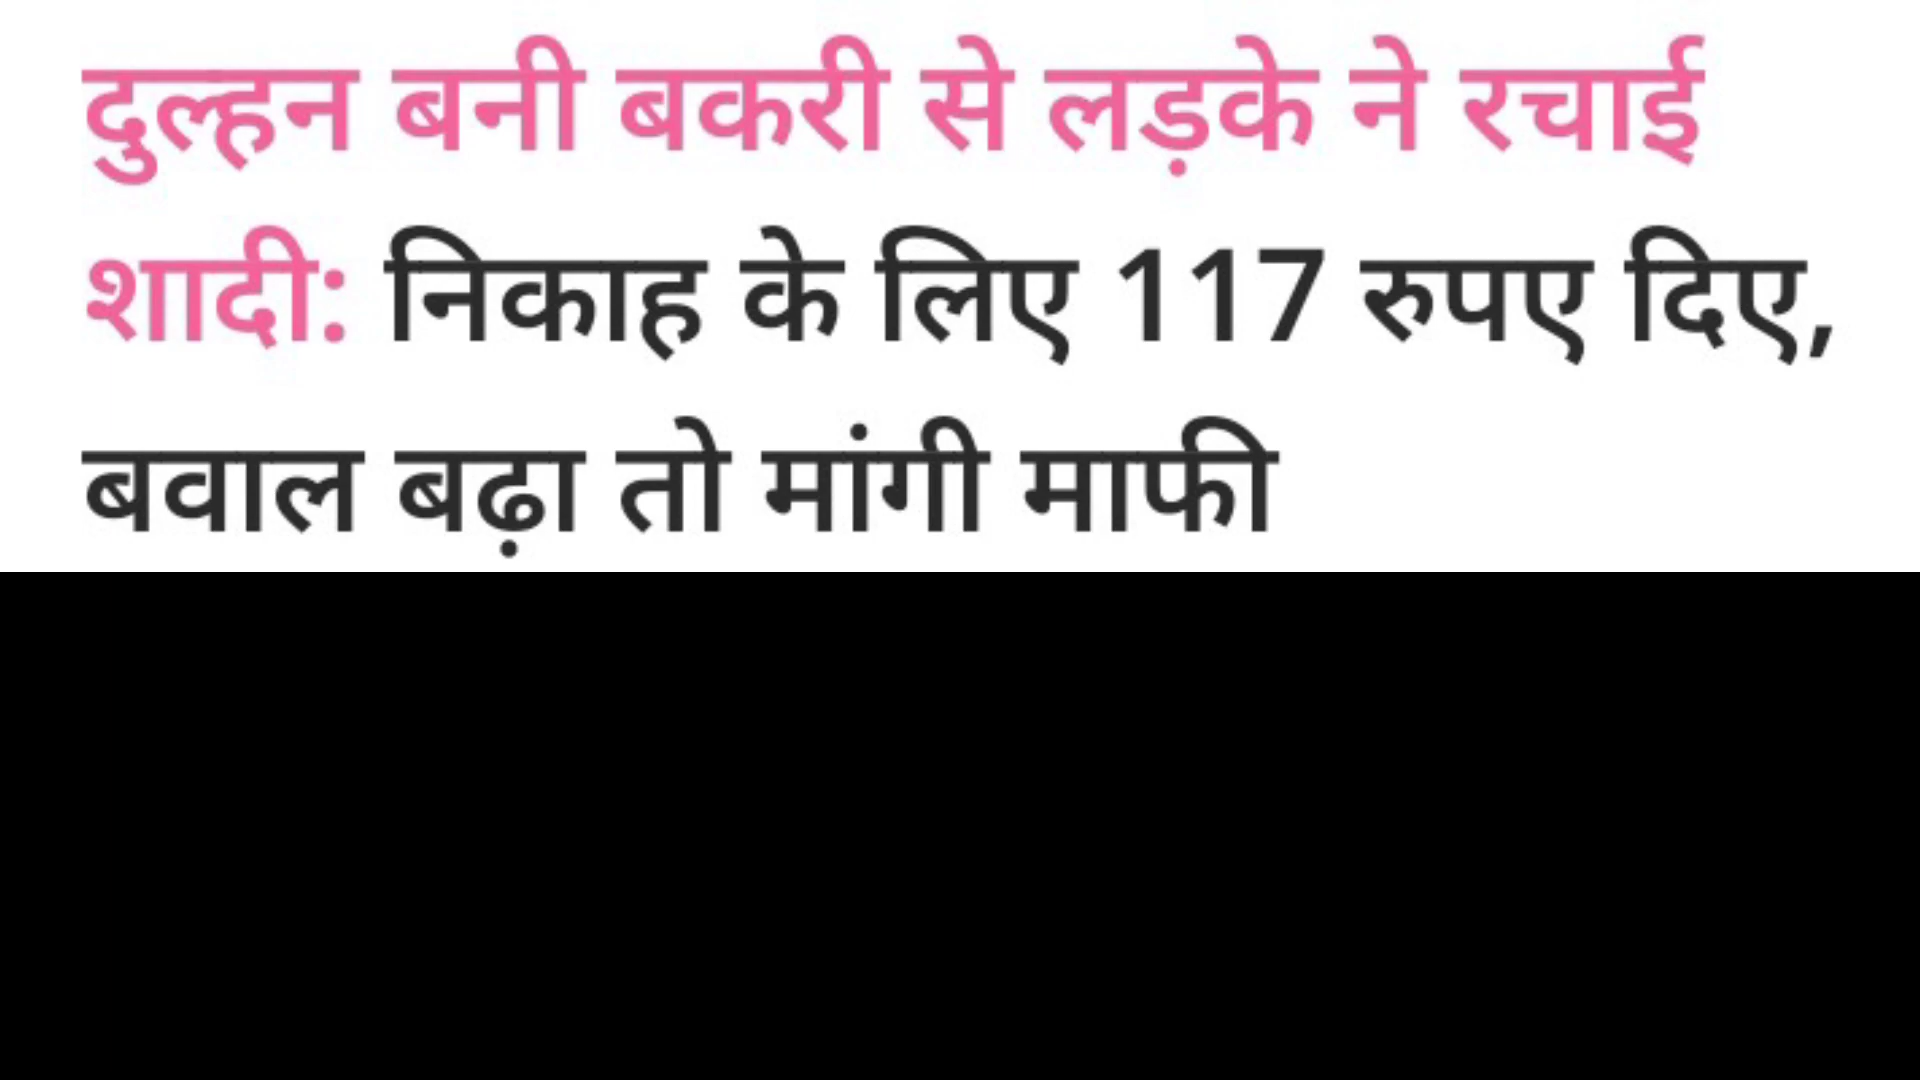 दुल्हन बनी बकरी से लड़के ने रचाई
शादी: निकाह के लिए 117 रुपए दिए,
बवाल बढ़ा तो मांगी माफी